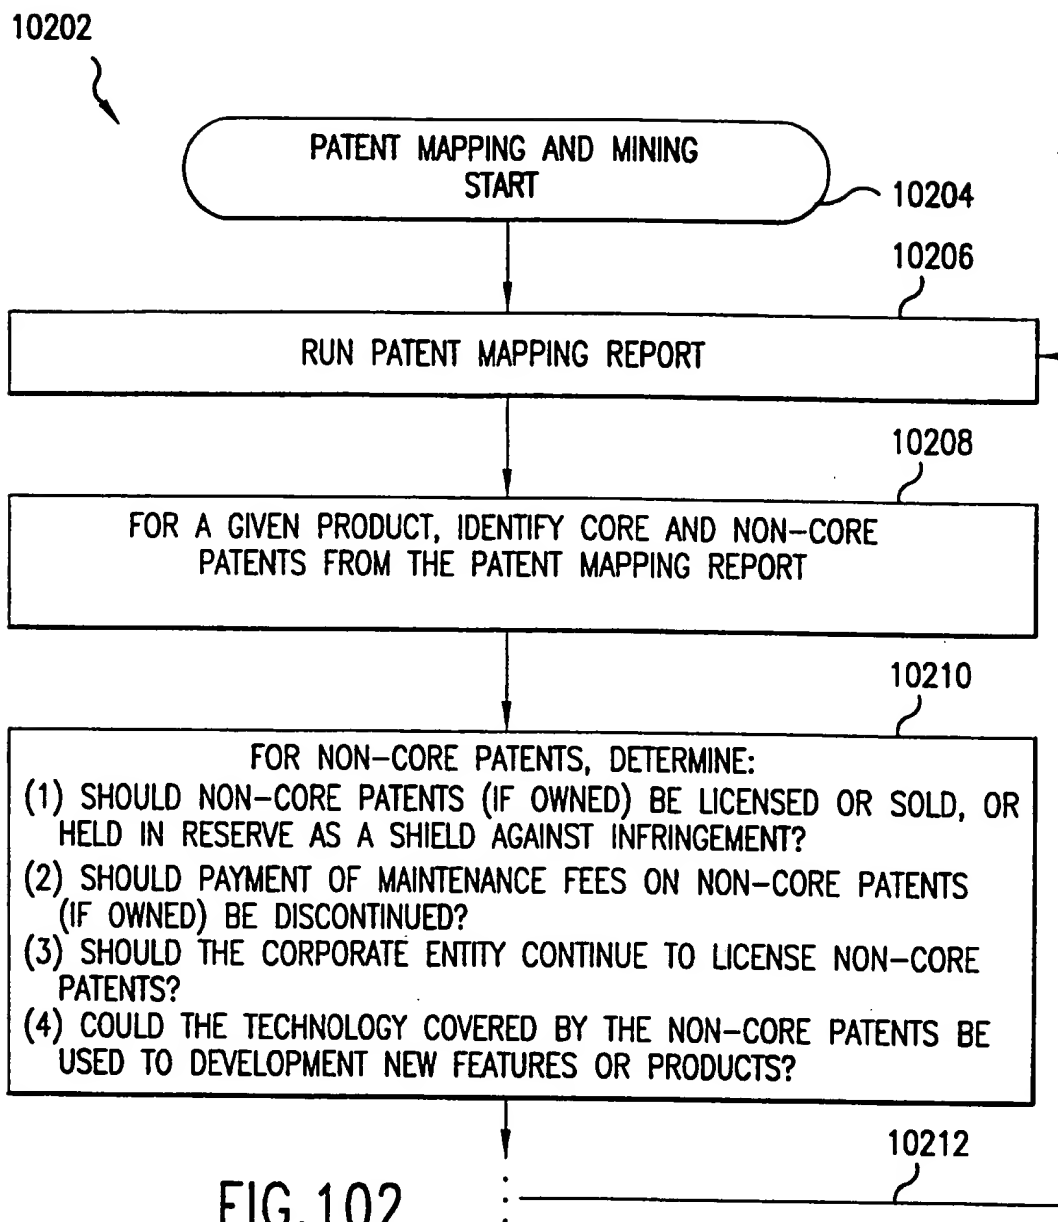 10202
PATENT MAPPING AND MINING
START
10204
10206
RUN PATENT MAPPING REPORT
10208
FOR A GIVEN PRODUCT, IDENTIFY CORE AND NON-CORE
PATENTS FROM THE PATENT MAPPING REPORT
10210
FOR NON-CORE PATENTS, DETERMINE:
(1) SHOULD NON-CORE PATENTS (IF OWNED) BE LICENSED OR SOLD, OR
HELD IN RESERVE AS A SHIELD AGAINST INFRINGEMENT?
(2) SHOULD PAYMENT OF MAINTENANCE FEES ON NON-CORE PATENTS
(IF OWNED) BE DISCONTINUED?
(3) SHOULD THE CORPORATE ENTITY CONTINUE TO LICENSE NON-CORE
PATENTS?
(4) COULD THE TECHNOLOGY COVERED BY THE NON-CORE PATENTS BE
USED TO DEVELOPMENT NEW FEATURES OR PRODUCTS?
10212
FIG.102